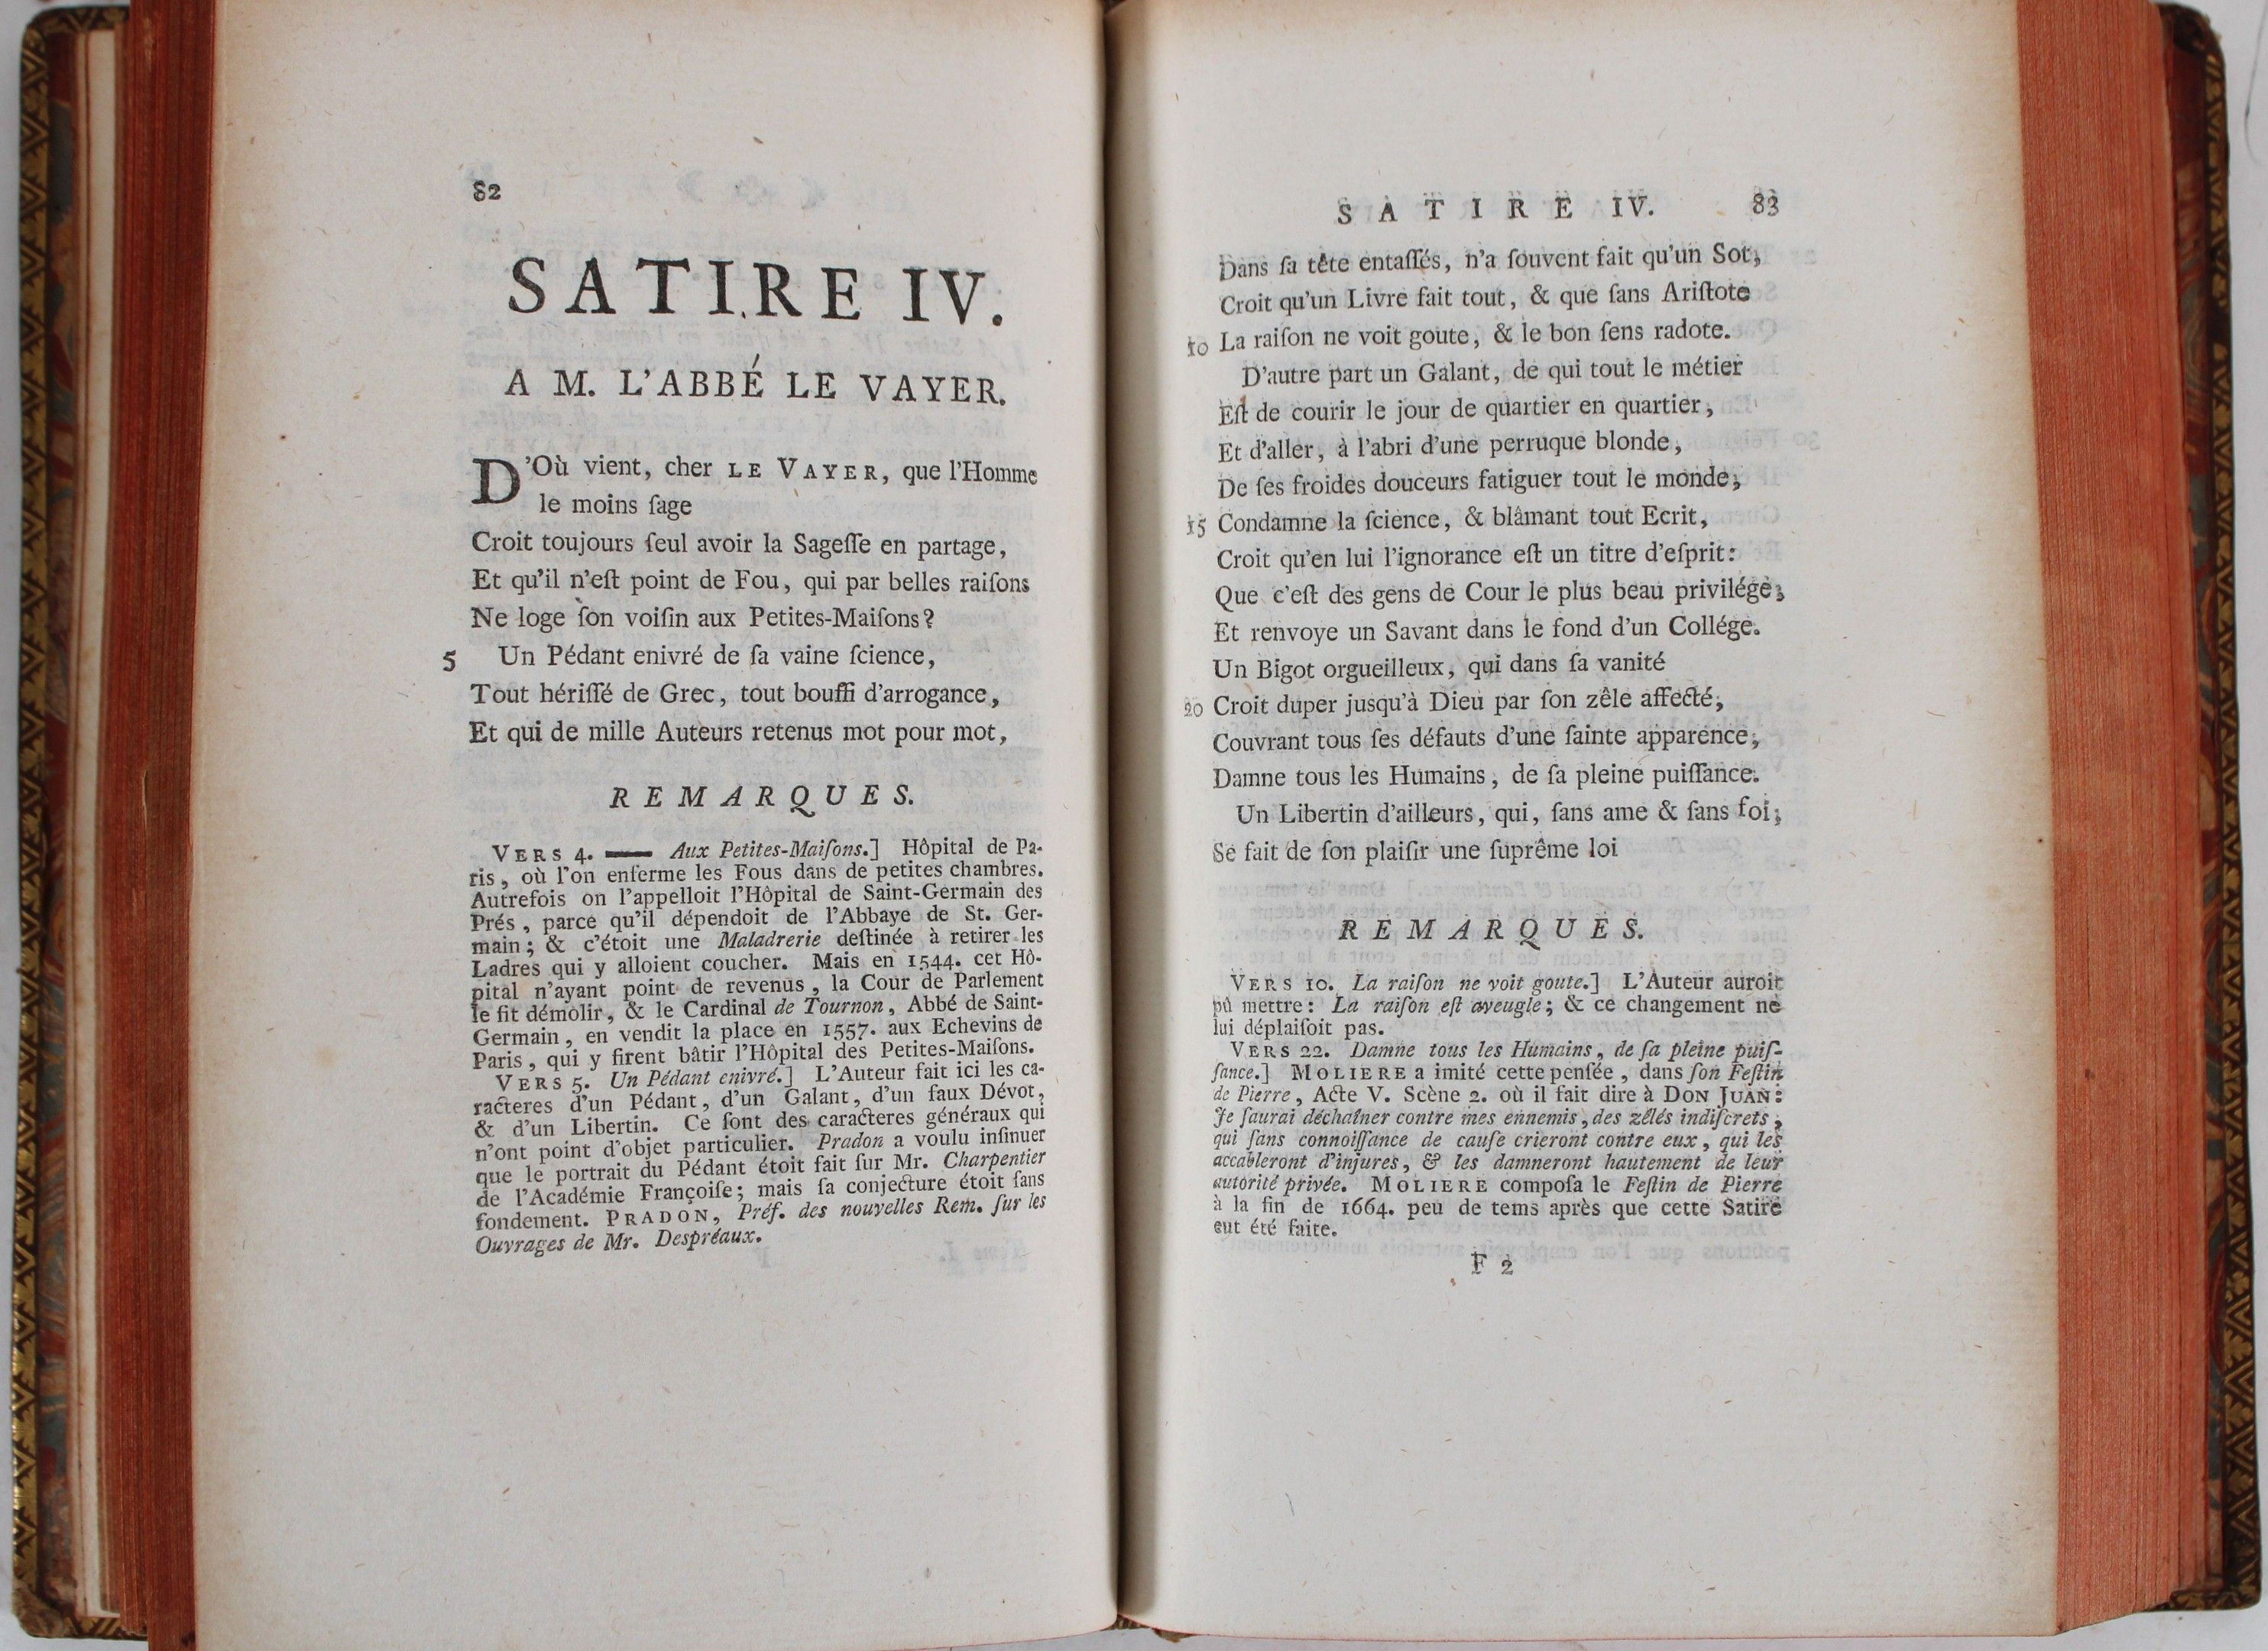 82
SATIRE IV.
A M. L'ABBÉ LE VAYER.
D'Où vient, cher LE VAYER, que l'Homme
le moins ſage
Croit toujours ſeul avoir la Sageſſe en partage,
Et qu'il n'eſt point de Fou, qui par belles raiſons
Ne loge ſon voiſin aux Petites-Maiſons?
5 Un Pédant enivré de ſa vaine ſcience,
Tout hériſſé de Grec, tout bouffi d'arrogance,
Et qui de mille Auteurs retenus mot pour mot,
REMARQUES.
VERS 4. — Aux Petites-Maiſons.] Hôpital de Pa-
ris, où l'on enferme les Fous dans de petites chambres.
Autrefois on l'appelloit l'Hôpital de Saint-Germain des
Prés, parce qu'il dépendoit de l'Abbaye de St. Ger-
main; & c'étoit une Maladrerie deſtinée à retirer les
Ladres qui y alloient coucher. Mais en 1544. cet Hô-
pital n'ayant point de revenus, la Cour de Parlement
le fit démolir, & le Cardinal de Tournon, Abbé de Saint-
Germain, en vendit la place en 1557. aux Echevins de
Paris, qui y firent bâtir l'Hôpital des Petites-Maiſons.
VERS 5. Un Pédant enivré.] L'Auteur fait ici les ca-
racteres d'un Pédant, d'un Galant, d'un faux Dévot,
& d'un Libertin. Ce ſont des caracteres généraux qui
n'ont point d'objet particulier. Pradon a voulu inſinuer
que le portrait du Pédant étoit fait ſur Mr. Charpentier
de l'Académie Françoiſe; mais ſa conjecture étoit ſans
fondement. PRADON, Préf. des nouvelles Rem. ſur les
Ouvrages de Mr. Despréaux.
SATIRE IV. 83
Dans ſa tête entaſſés, n'a ſouvent fait qu'un Sot,
Croit qu'un Livre fait tout, & que ſans Ariſtote
10 La raiſon ne voit goute, & le bon ſens radote.
D'autre part un Galant, de qui tout le métier
Eſt de courir le jour de quartier en quartier,
Et d'aller, à l'abri d'une perruque blonde,
De ſes froides douceurs fatiguer tout le monde,
15 Condamne la ſcience, & blâmant tout Ecrit,
Croit qu'en lui l'ignorance eſt un titre d'eſprit:
Que c'eſt des gens de Cour le plus beau privilége,
Et renvoye un Savant dans le fond d'un Collége.
Un Bigot orgueilleux, qui dans ſa vanité
20 Croit duper jusqu'à Dieu par ſon zêle affecté,
Couvrant tous ſes défauts d'une ſainte apparence,
Damne tous les Humains, de ſa pleine puiſſance.
Un Libertin d'ailleurs, qui, ſans ame & ſans foi,
Se fait de ſon plaiſir une ſuprême loi
REMARQUES.
VERS 10. La raiſon ne voit goute.] L'Auteur auroit
pû mettre: La raiſon eſt aveugle; & ce changement ne
lui déplaiſoit pas.
VERS 22. Damne tous les Humains, de ſa pleine puiſ-
ſance.] MOLIERE a imité cette penſée, dans ſon Feſtin
de Pierre, Acte V. Scène 2. où il fait dire à DON JUAN:
Je ſaurai déchaîner contre mes ennemis, des zélés indiſcrets,
qui ſans connoiſſance de cauſe crieront contre eux, qui les
accableront d'injures, & les damneront hautement de leur
autorité privée. MOLIERE compoſa le Feſtin de Pierre
à la fin de 1664. peu de tems après que cette Satire
eut été faite.
F 2